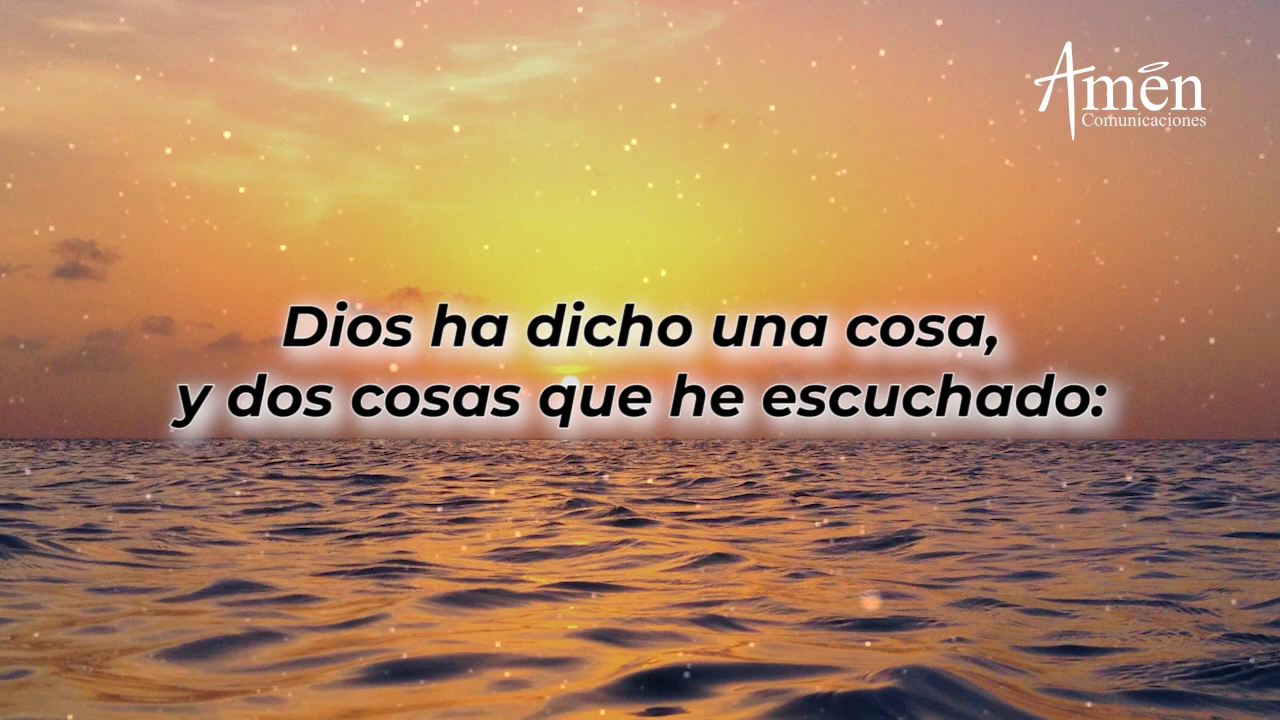 Amén
Comunicaciones
Dios ha dicho una cosa,
y dos cosas que he escuchado: